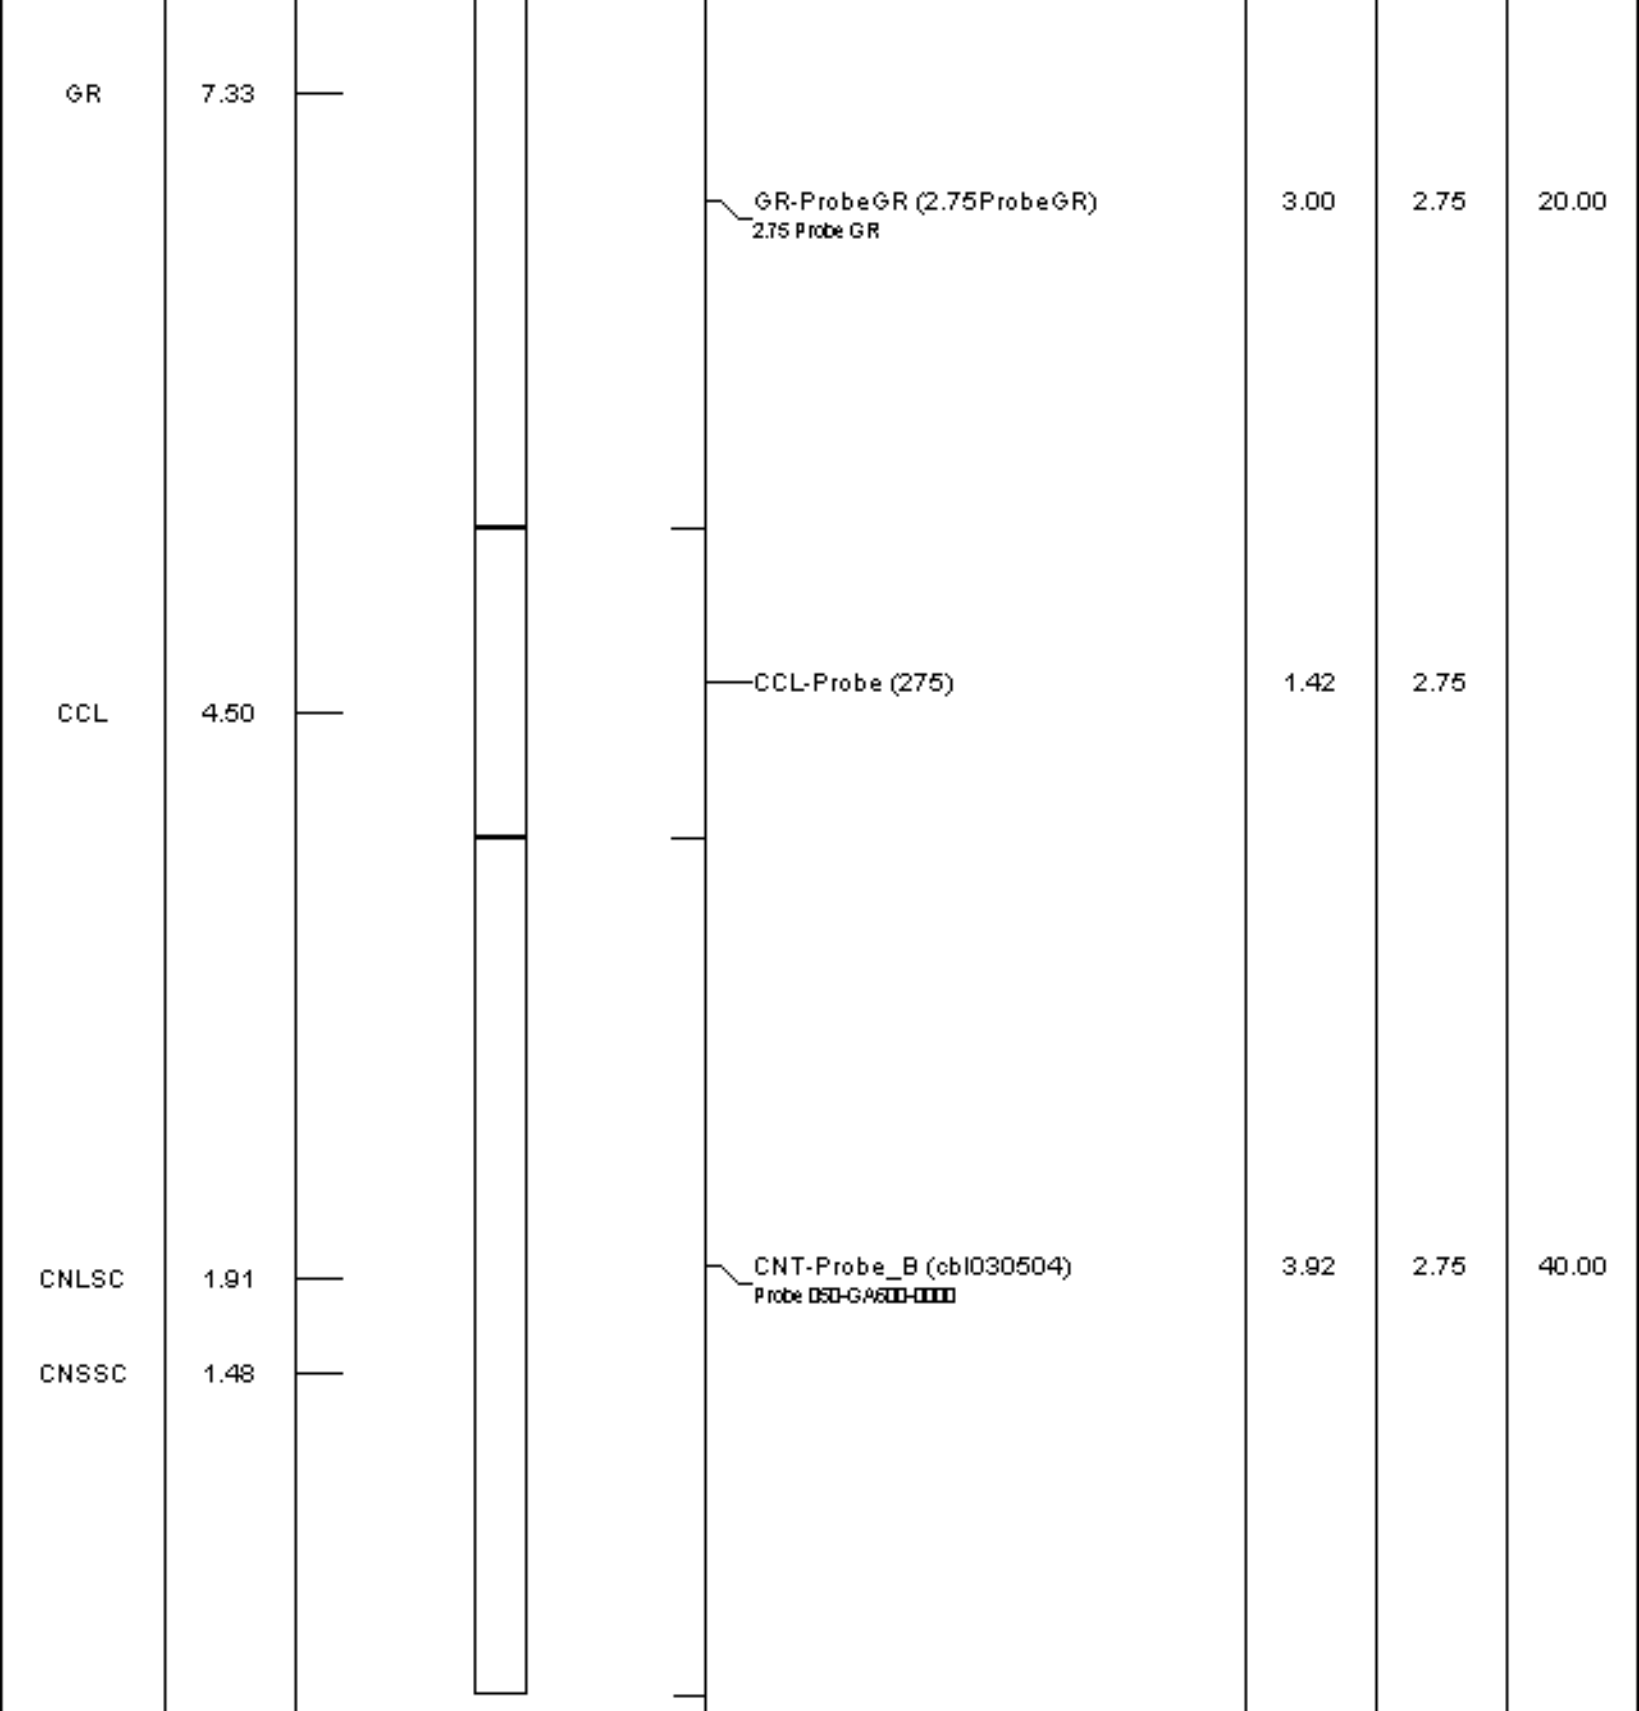 GR 7.33
GR-ProbeGR (2.75ProbeGR) 3.00 2.75 20.00
2.75 Probe GR
CCL-Probe (275) 1.42 2.75
CCL 4.50
CNT-Probe_B (cbl030504) 3.92 2.75 40.00
CNLSC 1.91
Probe
CNSSC 1.48